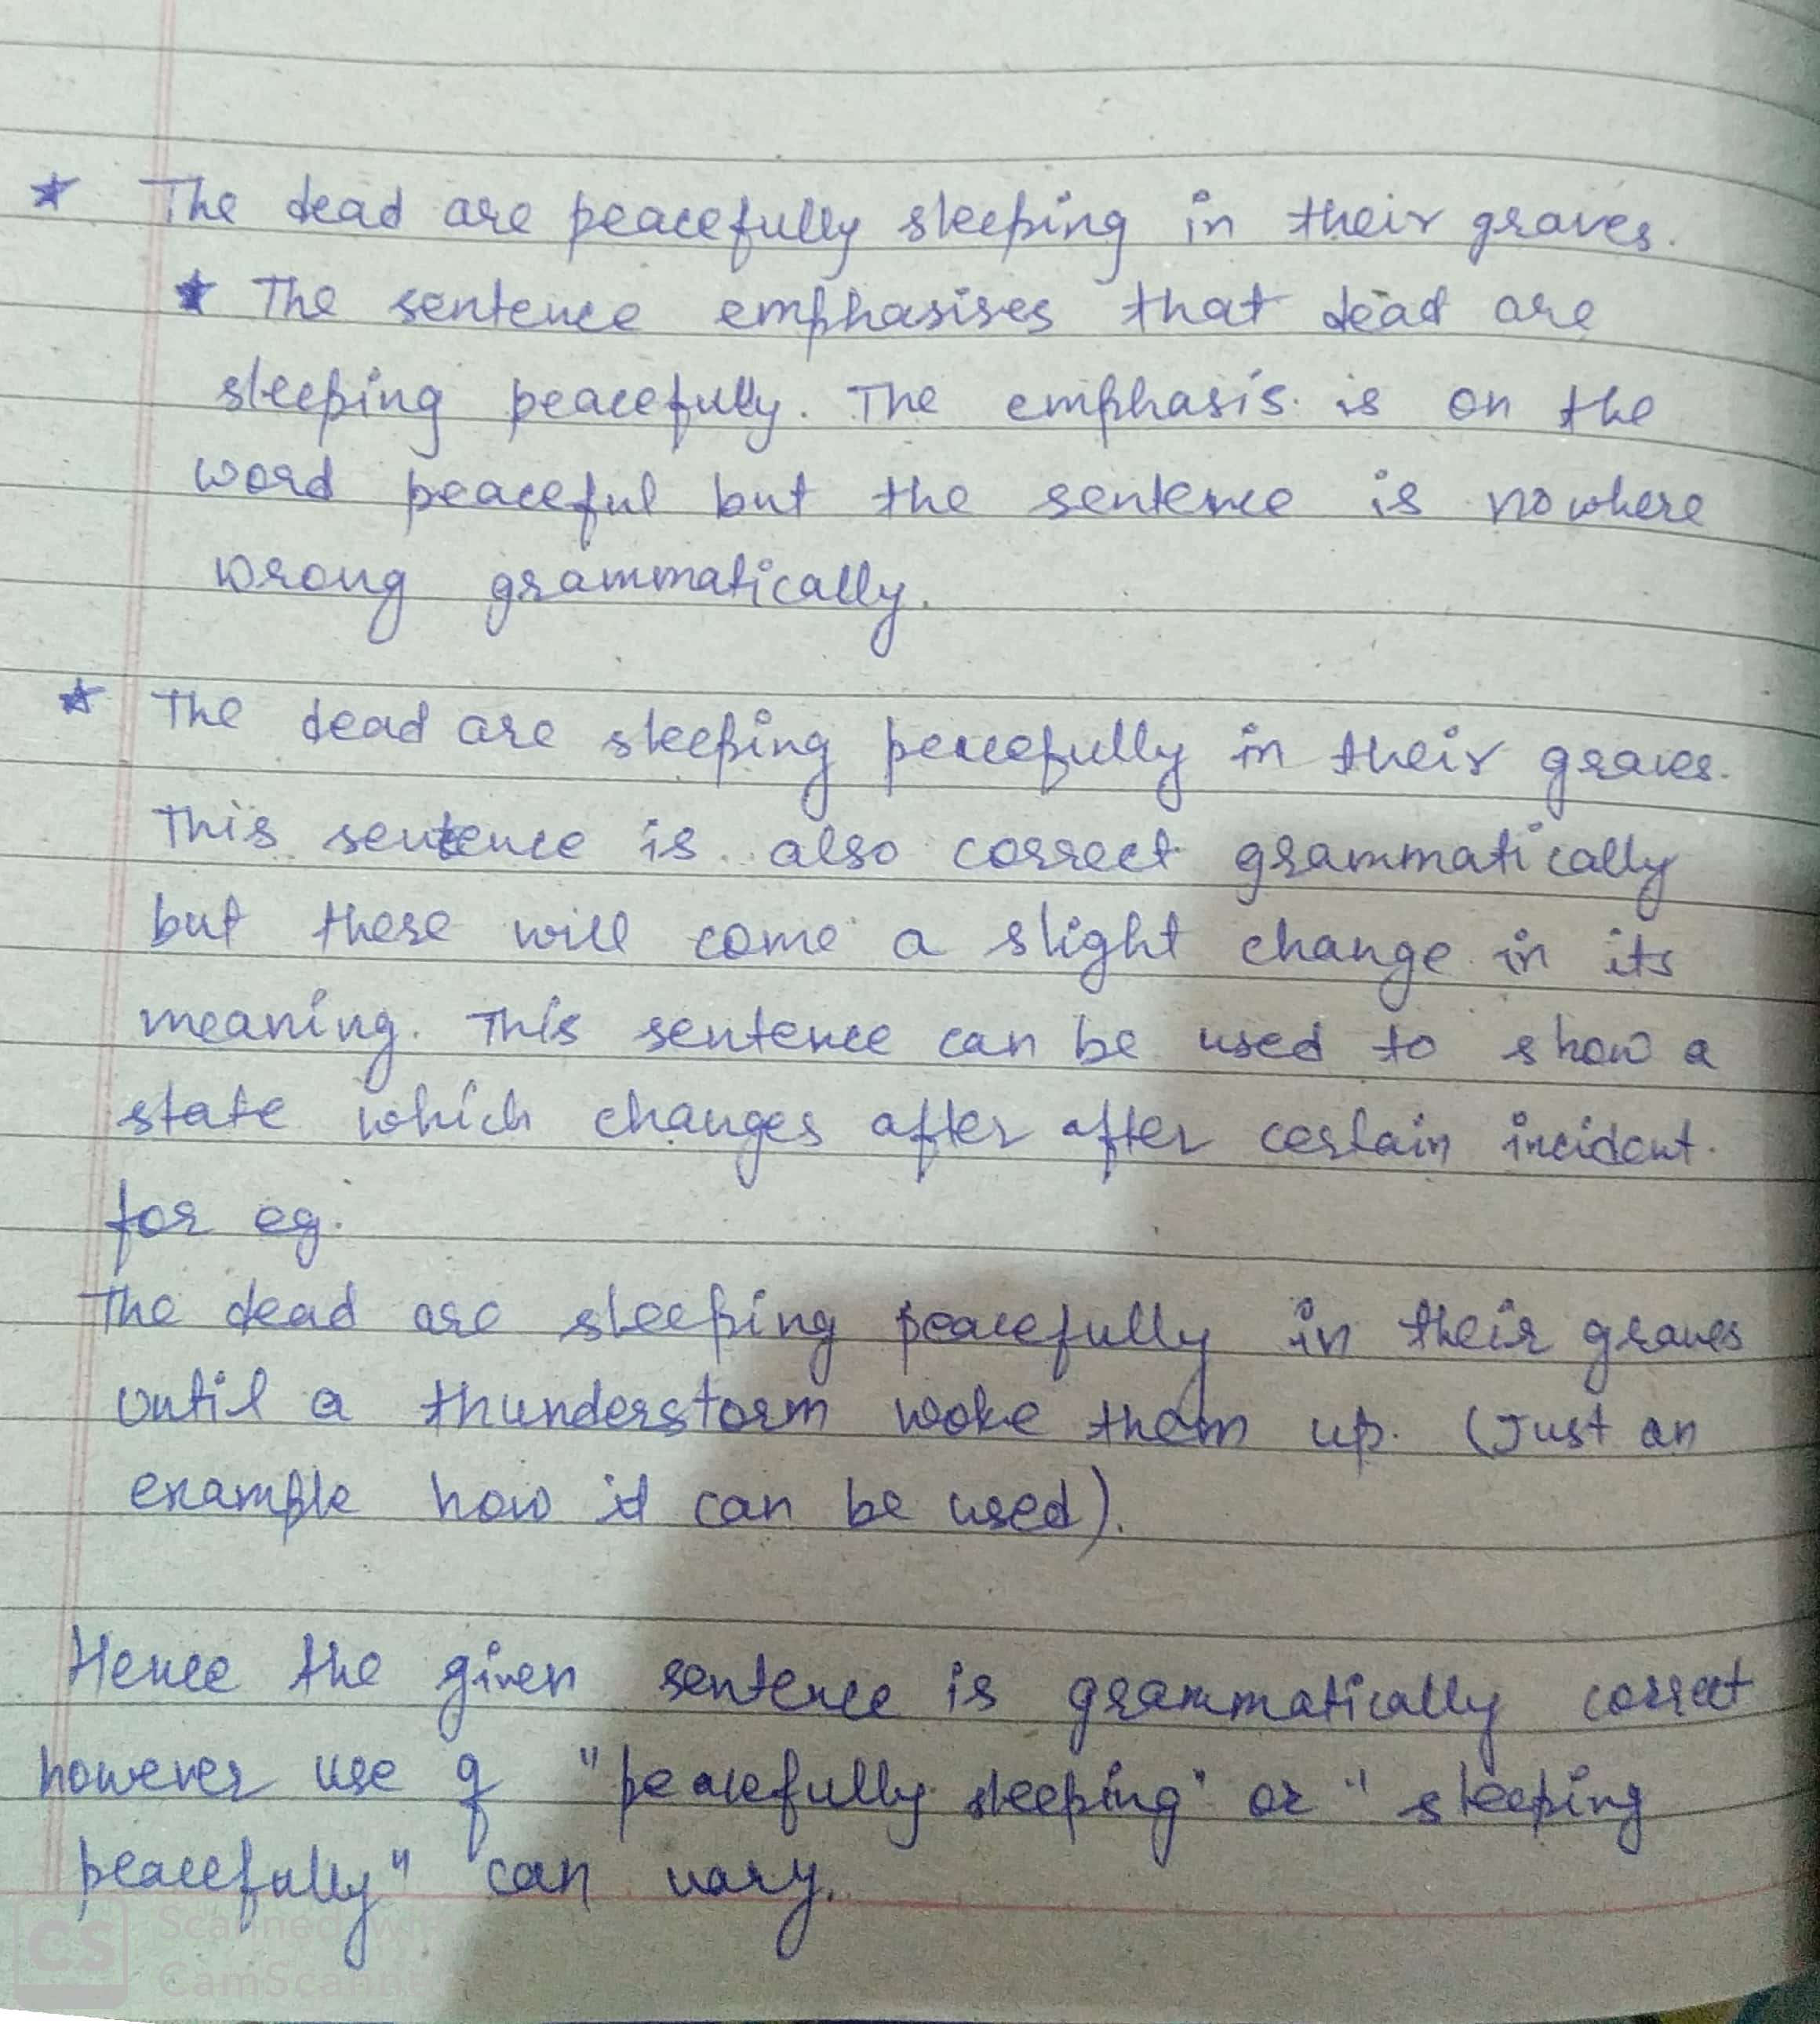 ★ The dead are peacefully sleeping in their graves.
★ The sentence emphasises that dead are
sleeping peacefully. The emphasis is on the
word peaceful but the sentence is nowhere
wrong grammatically.
★ The dead are sleeping peacefully in their graves.
This sentence is also correct grammatically
but there will come a slight change in its
meaning. This sentence can be used to show a
state which changes after after certain incident.
for eg.
The dead are sleeping peacefully in their graves
until a thunderstorm woke them up. (Just an
example how it can be used).
Hence the given sentence is grammatically correct
however use of "peacefully sleeping" or "sleeping
peacefully" can vary.
CS Scanned with
CamScanner